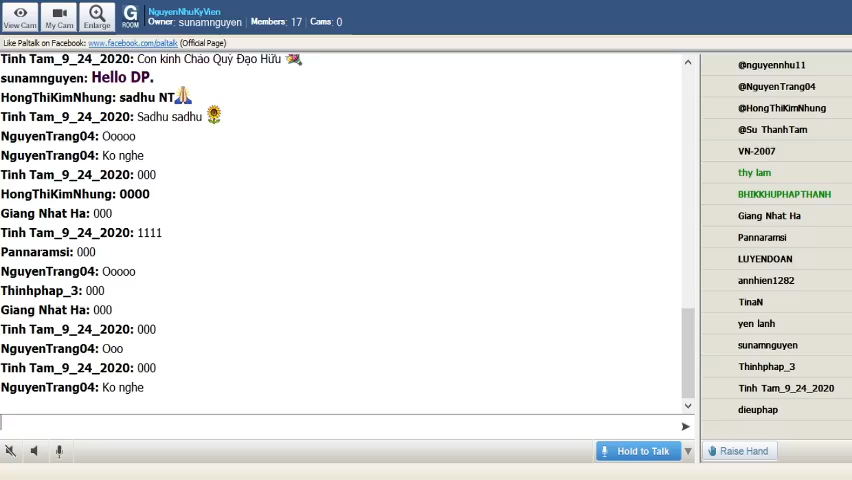 NguyenNhuKyVien
Owner: sunamnguyen Members: 17 Cams: 0
View Cam
My Cam
Enlarge
G
ROOM
Like Paltalk on Facebook: www.facebook.com/paltalk (Official Page)
Tinh Tam_9_24_2020: Con kính Chào Quý Đạo Hữu
sunamnguyen: Hello DP.
HongThiKimNhung: sadhu NT
Tinh Tam_9_24_2020: Sadhu sadhu
NguyenTrang04: Ooooo
NguyenTrang04: Ko nghe
Tinh Tam_9_24_2020: 000
HongThiKimNhung: 0000
Giang Nhat Ha: 000
Tinh Tam_9_24_2020: 1111
Pannaramsi: 000
NguyenTrang04: Ooooo
Thinhphap_3: 000
Giang Nhat Ha: 000
Tinh Tam_9_24_2020: 000
NguyenTrang04: Ooo
Tinh Tam_9_24_2020: 000
NguyenTrang04: Ko nghe
@nguyennhu11
@NguyenTrang04
@HongThiKimNhung
@Su ThanhTam
VN-2007
thy lam
BHIKKHUPHAPTHANH
Giang Nhat Ha
Pannaramsi
LUYENDOAN
annhien1282
TinaN
yen lanh
sunamnguyen
Thinhphap_3
Tinh Tam_9_24_2020
dieuphap
Hold to Talk
Raise Hand